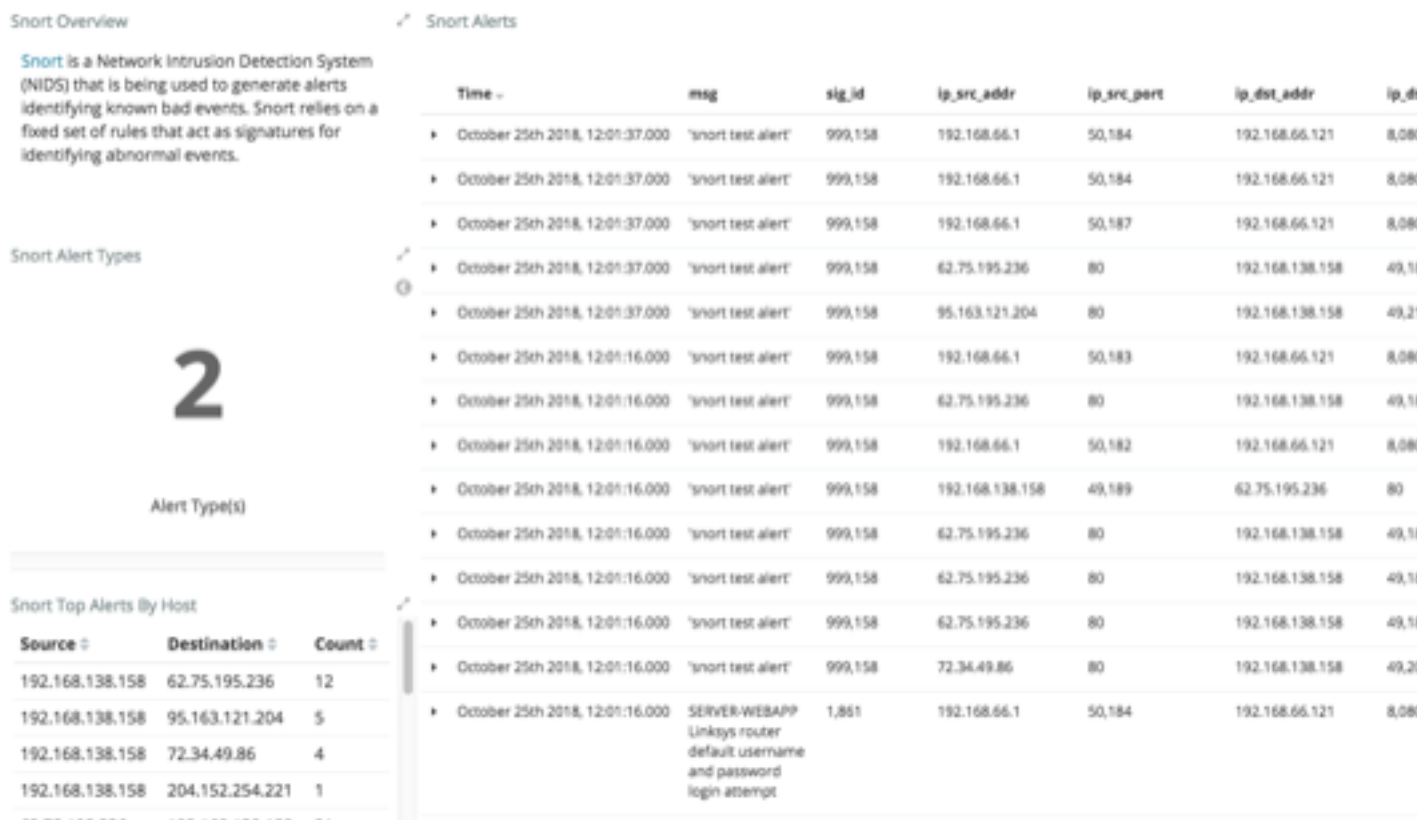 Snort Overview
Snort is a Network Intrusion Detection System
(NIDS) that is being used to generate alerts
identifying known bad events. Snort relies on a
fixed set of rules that act as signatures for
identifying abnormal events.
Snort Alert Types
2
Alert Type(s)
Snort Top Alerts By Host
Source Destination Count
192.168.138.158 62.75.195.236 12
192.168.138.158 95.163.121.204 5
192.168.138.158 72.34.49.86 4
192.168.138.158 204.152.254.221 1
Snort Alerts
Time msg sig_id ip_src_addr ip_src_port ip_dst_addr
October 25th 2018, 12:01:37.000 'snort test alert' 999,158 192.168.66.1 50,184 192.168.66.121
October 25th 2018, 12:01:37.000 'snort test alert' 999,158 192.168.66.1 50,184 192.168.66.121
October 25th 2018, 12:01:37.000 'snort test alert' 999,158 192.168.66.1 50,187 192.168.66.121
October 25th 2018, 12:01:37.000 'snort test alert' 999,158 62.75.195.236 80 192.168.138.158
October 25th 2018, 12:01:37.000 'snort test alert' 999,158 95.163.121.204 80 192.168.138.158
October 25th 2018, 12:01:16.000 'snort test alert' 999,158 192.168.66.1 50,183 192.168.66.121
October 25th 2018, 12:01:16.000 'snort test alert' 999,158 62.75.195.236 80 192.168.138.158
October 25th 2018, 12:01:16.000 'snort test alert' 999,158 192.168.66.1 50,182 192.168.66.121
October 25th 2018, 12:01:16.000 'snort test alert' 999,158 192.168.138.158 49,189 62.75.195.236 80
October 25th 2018, 12:01:16.000 'snort test alert' 999,158 62.75.195.236 80 192.168.138.158
October 25th 2018, 12:01:16.000 'snort test alert' 999,158 62.75.195.236 80 192.168.138.158
October 25th 2018, 12:01:16.000 'snort test alert' 999,158 62.75.195.236 80 192.168.138.158
October 25th 2018, 12:01:16.000 'snort test alert' 999,158 72.34.49.86 80 192.168.138.158
October 25th 2018, 12:01:16.000 SERVER-WEBAPP 1,861 192.168.66.1 50,184 192.168.66.121
Linksys router
default username
and password
login attempt